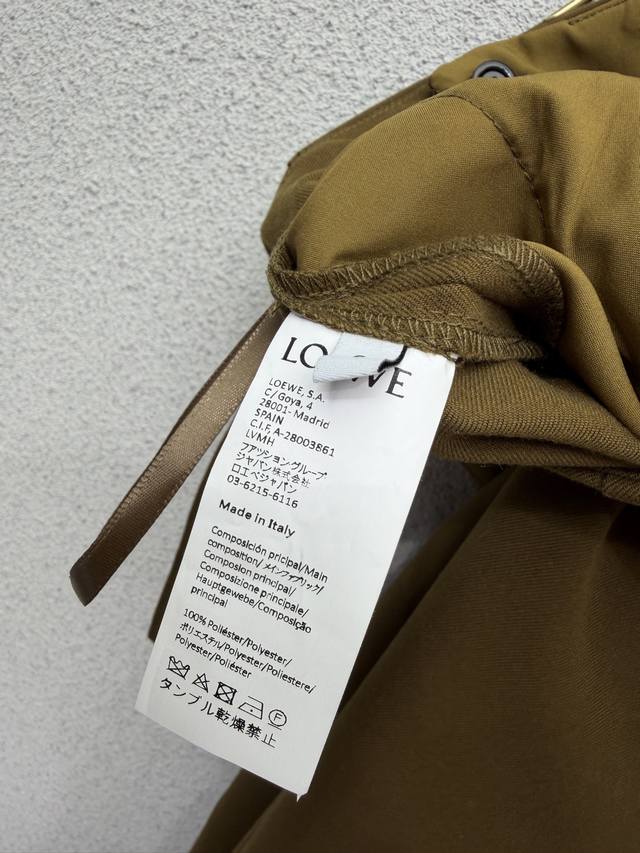 LOEWE
LOEWE, S.A.
C/Goya, 4
28001- Madrid
SPAIN
C.I.F, A-28003861
LVMH
ファッショングループ
ジャパン株式会社
ロエベジャパン
03-6215-6116
Made in Italy
Composición pricipal/Main
composition/メインファブリック/
Composion principal/
Composizione principale/
Hauptgewebe/Composição
principal
100% Poliéster/Polyester/
ポリエステル/Polyester/Poliestere/
Polyester/Poliéster
タンブル乾燥禁止